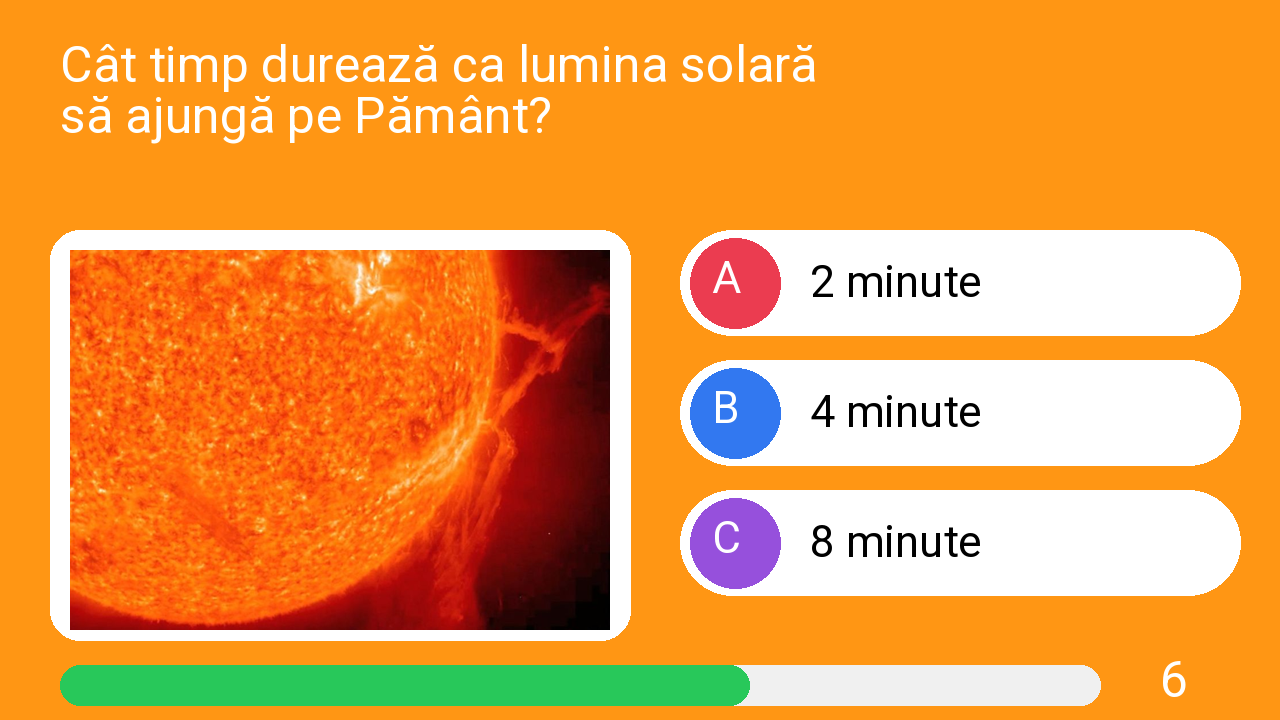 Cât timp durează ca lumina solară
să ajungă pe Pământ?
A 2 minute
B 4 minute
C 8 minute
6